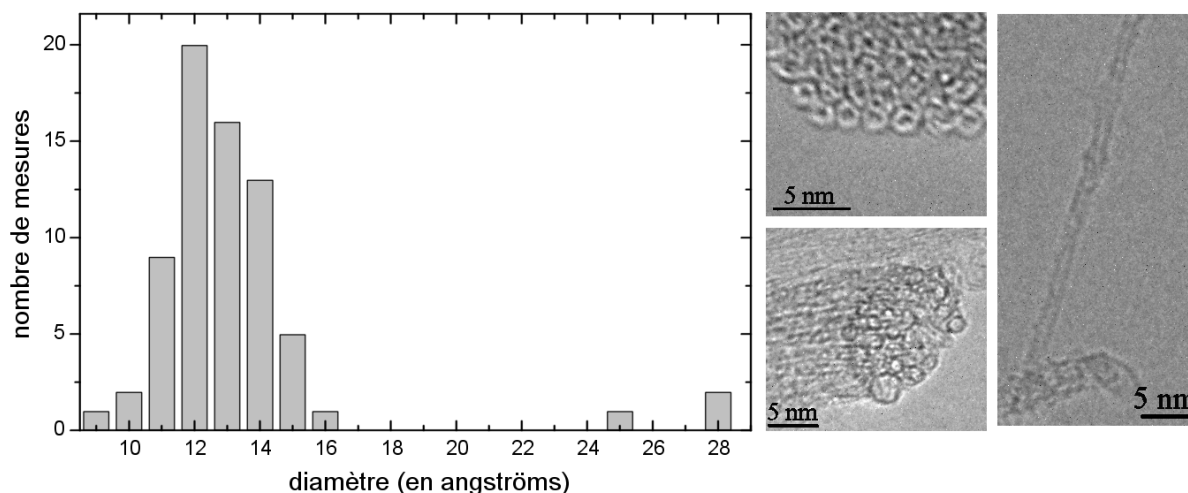 nombre de mesures
20
15
10
5
0
10 12 14 16 18 20 22 24 26 28
diamètre (en angströms)
5 nm
5 nm
5 nm